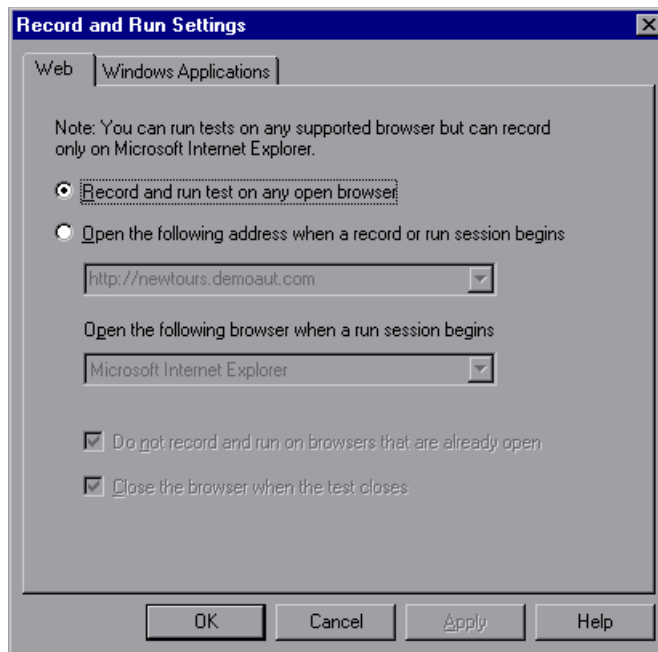 Record and Run Settings
Web
Windows Applications
Note: You can run tests on any supported browser but can record
only on Microsoft Internet Explorer.
Record and run test on any open browser
Open the following address when a record or run session begins
http://newtours.demoaut.com
Open the following browser when a run session begins
Microsoft Internet Explorer
Do not record and run on browsers that are already open
Close the browser when the test closes
OK
Cancel
Apply
Help